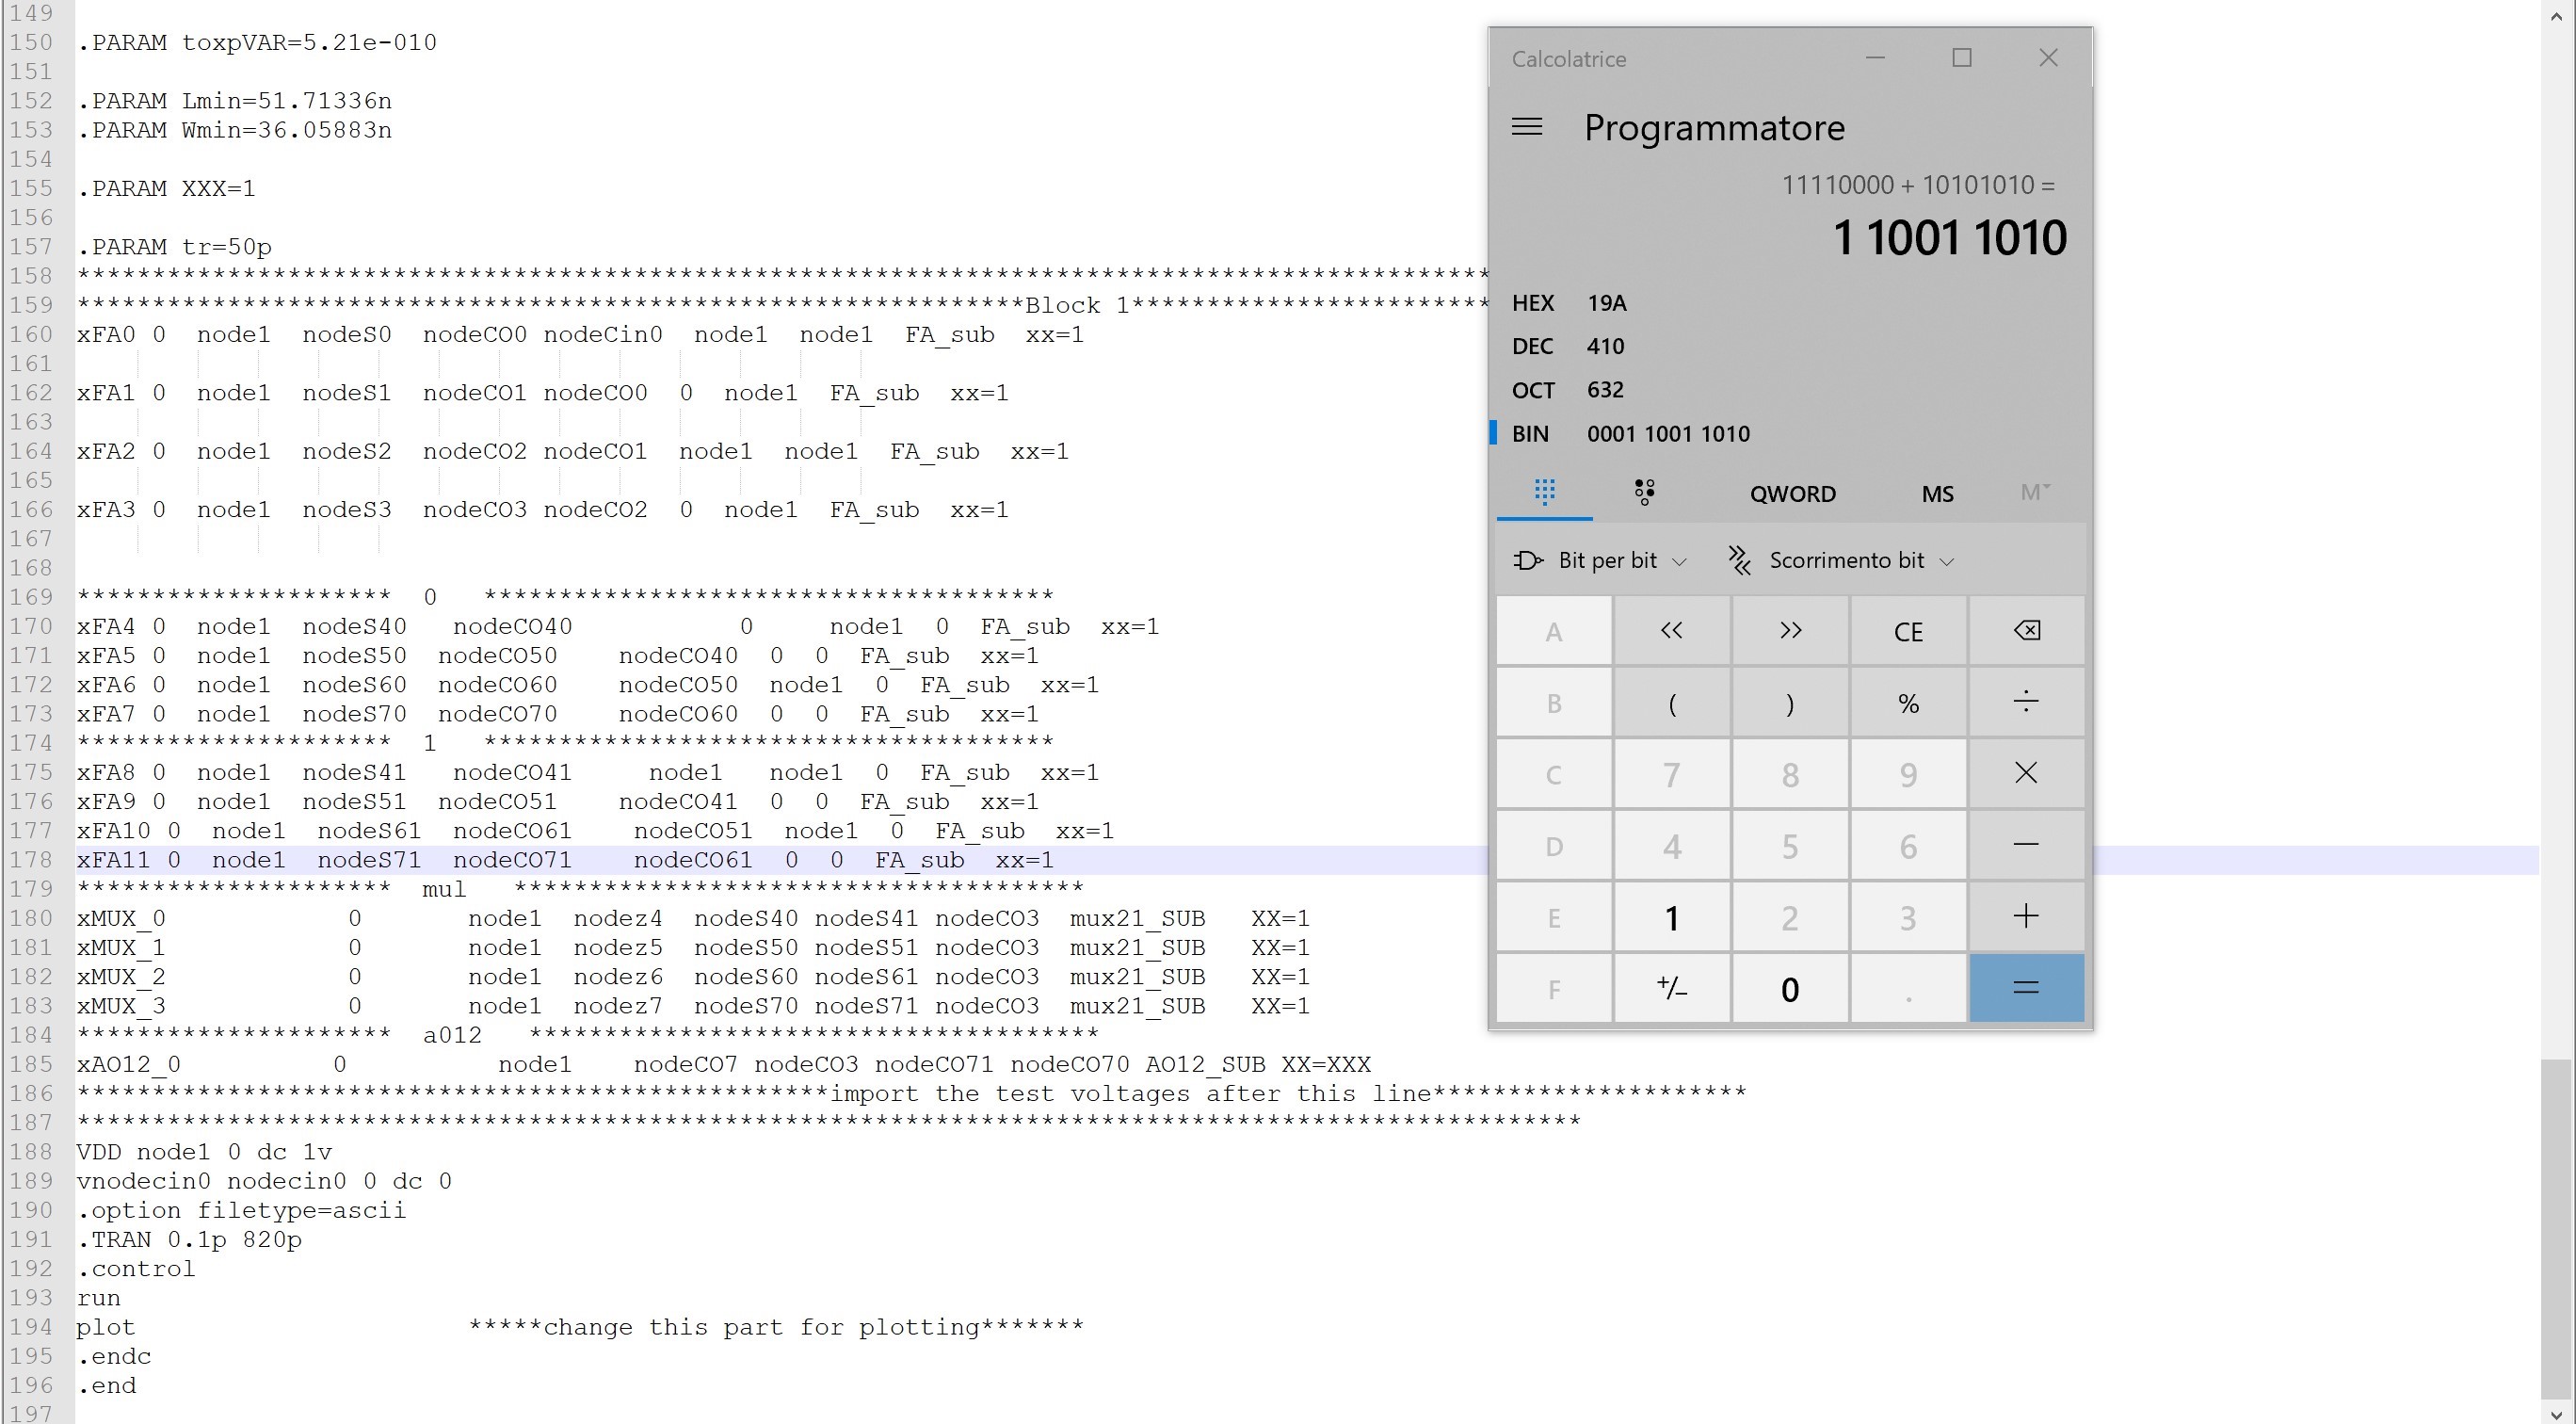 149
150 .PARAM toxpVAR=5.21e-010
151
152 .PARAM Lmin=51.71336n
153 .PARAM Wmin=36.05883n
154
155 .PARAM XXX=1
156
157 .PARAM tr=50p
158 **********************************************************************************************
159 ***************************************************************Block 1************************
160 xFA0 0  node1  nodeS0  nodeCO0 nodeCin0  node1  node1  FA_sub  xx=1
161
162 xFA1 0  node1  nodeS1  nodeCO1 nodeCO0  0  node1  FA_sub  xx=1
163
164 xFA2 0  node1  nodeS2  nodeCO2 nodeCO1  node1  node1  FA_sub  xx=1
165
166 xFA3 0  node1  nodeS3  nodeCO3 nodeCO2  0  node1  FA_sub  xx=1
167
168
169 *********************  0   **************************************
170 xFA4 0  node1  nodeS40   nodeCO40           0     node1  0  FA_sub  xx=1
171 xFA5 0  node1  nodeS50  nodeCO50    nodeCO40  0  0  FA_sub  xx=1
172 xFA6 0  node1  nodeS60  nodeCO60    nodeCO50  node1  0  FA_sub  xx=1
173 xFA7 0  node1  nodeS70  nodeCO70    nodeCO60  0  0  FA_sub  xx=1
174 *********************  1   **************************************
175 xFA8 0  node1  nodeS41   nodeCO41     node1   node1  0  FA_sub  xx=1
176 xFA9 0  node1  nodeS51  nodeCO51    nodeCO41  0  0  FA_sub  xx=1
177 xFA10 0  node1  nodeS61  nodeCO61    nodeCO51  node1  0  FA_sub  xx=1
178 xFA11 0  node1  nodeS71  nodeCO71    nodeCO61  0  0  FA_sub  xx=1
179 *********************  mul   **************************************
180 xMUX_0            0       node1  nodez4  nodeS40 nodeS41 nodeCO3  mux21_SUB   XX=1
181 xMUX_1            0       node1  nodez5  nodeS50 nodeS51 nodeCO3  mux21_SUB   XX=1
182 xMUX_2            0       node1  nodez6  nodeS60 nodeS61 nodeCO3  mux21_SUB   XX=1
183 xMUX_3            0       node1  nodez7  nodeS70 nodeS71 nodeCO3  mux21_SUB   XX=1
184 *********************  a012   **************************************
185 xAO12_0          0          node1    nodeCO7 nodeCO3 nodeCO71 nodeCO70 AO12_SUB XX=XXX
186 **************************************************import the test voltages after this line*********************
187 ****************************************************************************************************
188 VDD node1 0 dc 1v
189 vnodecin0 nodecin0 0 dc 0
190 .option filetype=ascii
191 .TRAN 0.1p 820p
192 .control
193 run
194 plot                      *****change this part for plotting*******
195 .endc
196 .end
197
Calcolatrice
Programmatore
11110000 + 10101010 =
1 1001 1010
HEX 19A
DEC 410
OCT 632
BIN 0001 1001 1010
QWORD MS M
Bit per bit Scorrimento bit
A << >> CE
B ( ) % ÷
C 7 8 9 ×
D 4 5 6 −
E 1 2 3 +
F +/− 0 . =